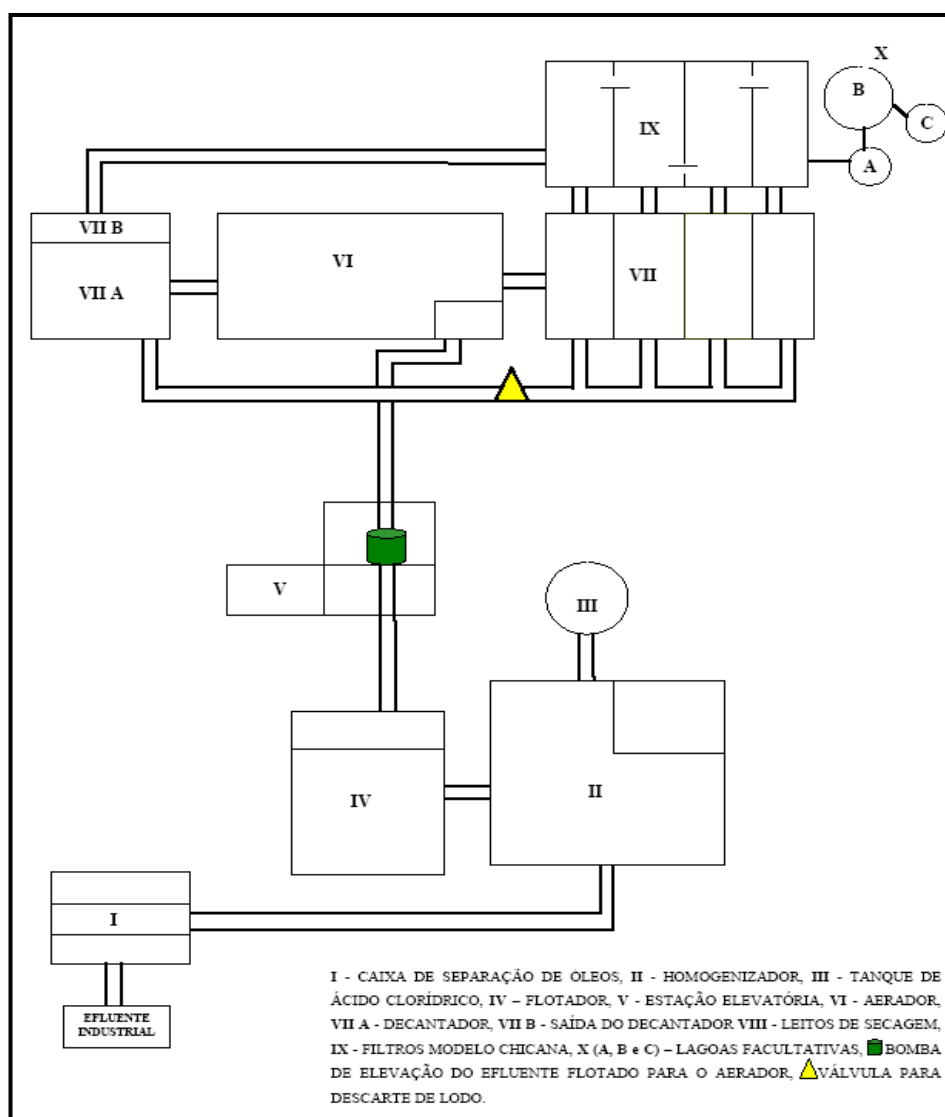 X
B
C
A
IX
VII B
VII A
VI
VII
V
III
IV
II
I
EFLUENTE
INDUSTRIAL
I - CAIXA DE SEPARAÇÃO DE ÓLEOS, II - HOMOGENIZADOR, III - TANQUE DE
ÁCIDO CLORÍDRICO, IV – FLOTADOR, V - ESTAÇÃO ELEVATÓRIA, VI - AERADOR,
VII A - DECANTADOR, VII B - SAÍDA DO DECANTADOR VIII - LEITOS DE SECAGEM,
IX - FILTROS MODELO CHICANA, X (A, B e C) – LAGOAS FACULTATIVAS, BOMBA
DE ELEVAÇÃO DO EFLUENTE FLOTADO PARA O AERADOR, VÁLVULA PARA
DESCARTE DE LODO.